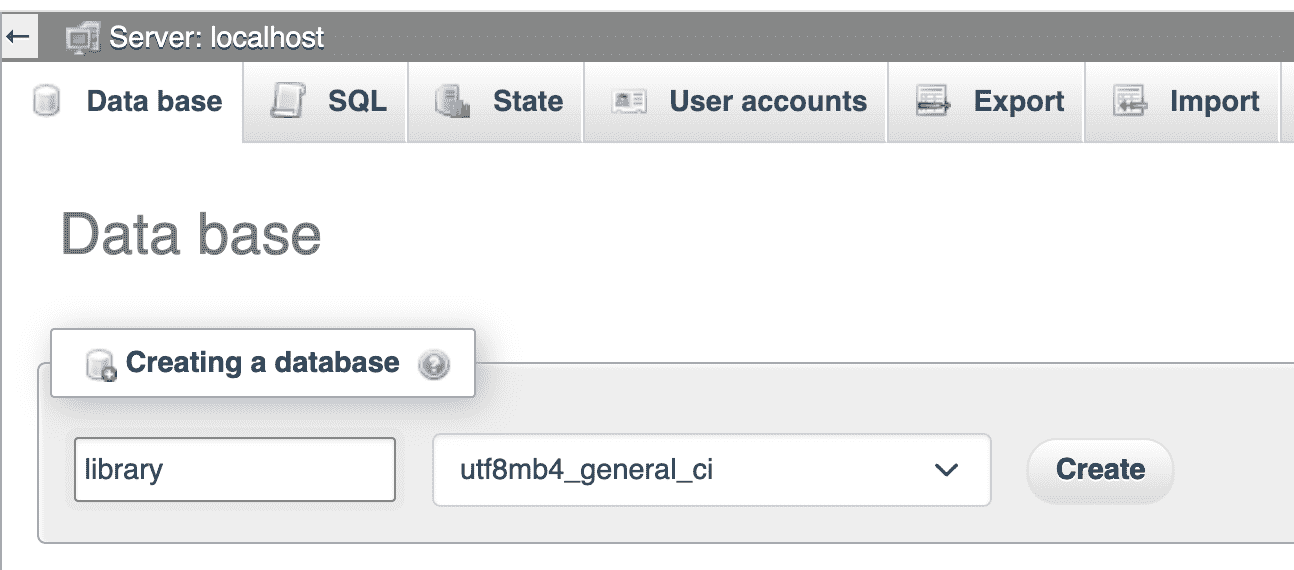 Server: localhost
Data base SQL State User accounts Export Import
Data base
Creating a database
library utf8mb4_general_ci Create